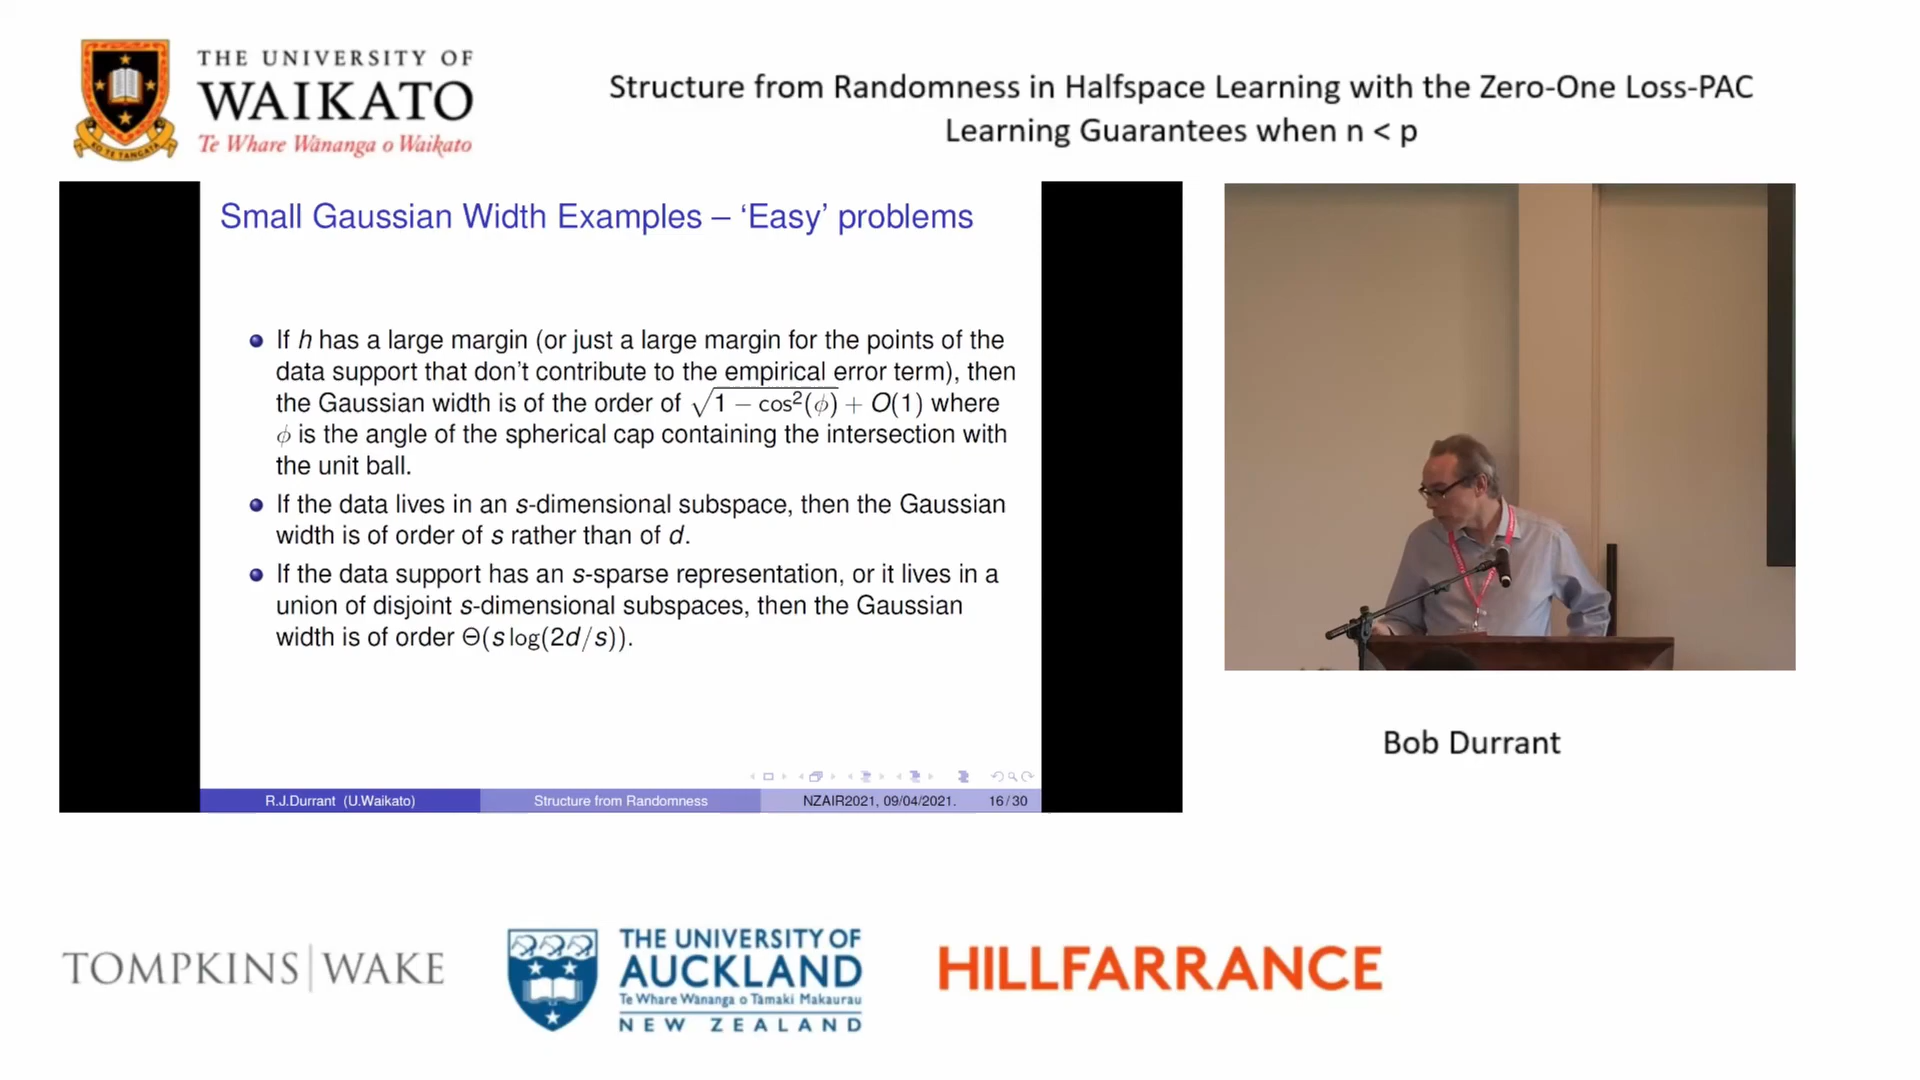 THE UNIVERSITY OF
WAIKATO
Te Whare Wānanga o Waikato
KO TE TANGATA
Structure from Randomness in Halfspace Learning with the Zero-One Loss-PAC
Learning Guarantees when n < p
Small Gaussian Width Examples – ‘Easy’ problems
If h has a large margin (or just a large margin for the points of the
data support that don’t contribute to the empirical error term), then
the Gaussian width is of the order of √1 − cos²(ϕ) + O(1) where
ϕ is the angle of the spherical cap containing the intersection with
the unit ball.
If the data lives in an s-dimensional subspace, then the Gaussian
width is of order of s rather than of d.
If the data support has an s-sparse representation, or it lives in a
union of disjoint s-dimensional subspaces, then the Gaussian
width is of order Θ(s log(2d/s)).
R.J.Durrant (U.Waikato)
Structure from Randomness
NZAIR2021, 09/04/2021.
16 / 30
Bob Durrant
TOMPKINS|WAKE
THE UNIVERSITY OF
AUCKLAND
Te Whare Wānanga o Tāmaki Makaurau
NEW ZEALAND
HILLFARRANCE